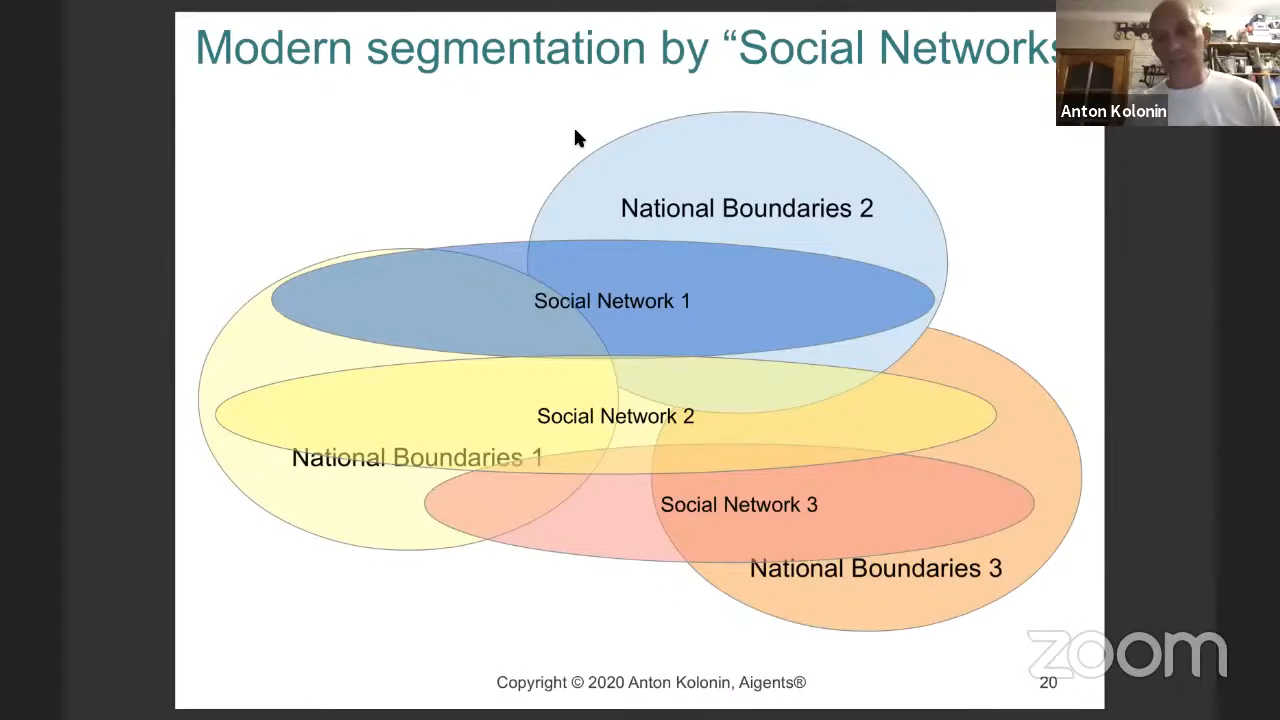 Modern segmentation by “Social Networks
Anton Kolonin
National Boundaries 2
Social Network 1
Social Network 2
National Boundaries 1
Social Network 3
National Boundaries 3
zoom
Copyright © 2020 Anton Kolonin, Aigents®
20